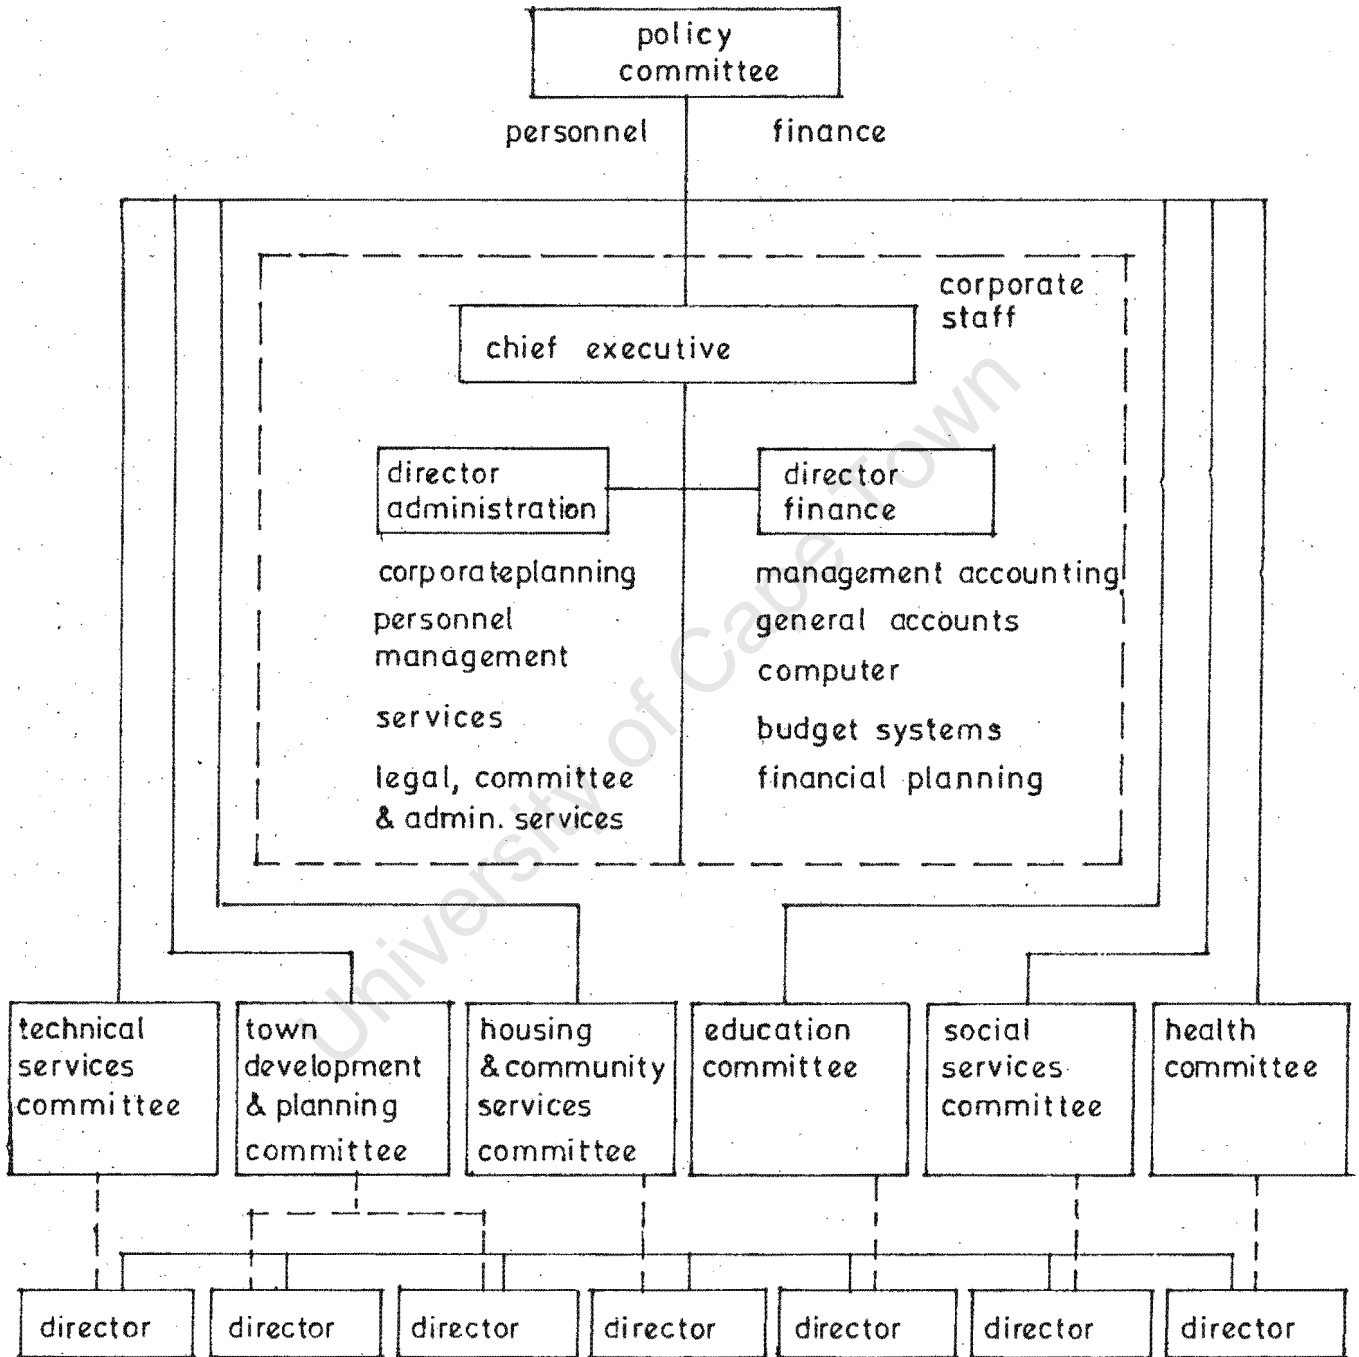 policy
committee
personnel finance
corporate
staff
chief executive
director
administration
director
finance
corporateplanning
personnel
management
services
legal, committee
& admin. services
management accounting
general accounts
computer
budget systems
financial planning
technical
services
committee
town
development
& planning
committee
housing
& community
services
committee
education
committee
social
services
committee
health
committee
director
director
director
director
director
director
director
University of Cape Town